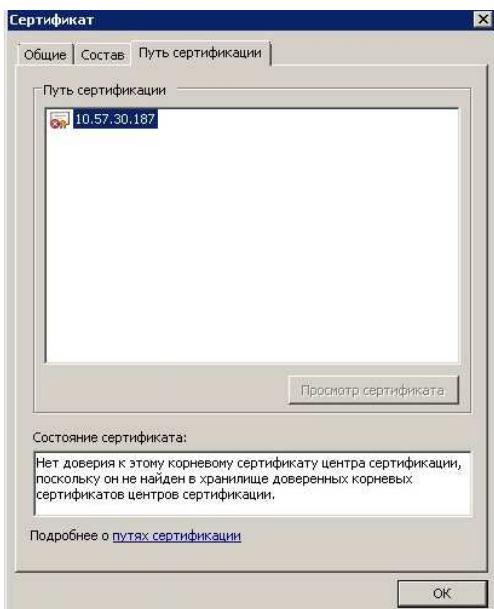 Сертификат
Общие Состав Путь сертификации
Путь сертификации
10.57.30.187
Просмотр сертификата
Состояние сертификата:
Нет доверия к этому корневому сертификату центра сертификации,
поскольку он не найден в хранилище доверенных корневых
сертификатов центров сертификации.
Подробнее о путях сертификации
ОК